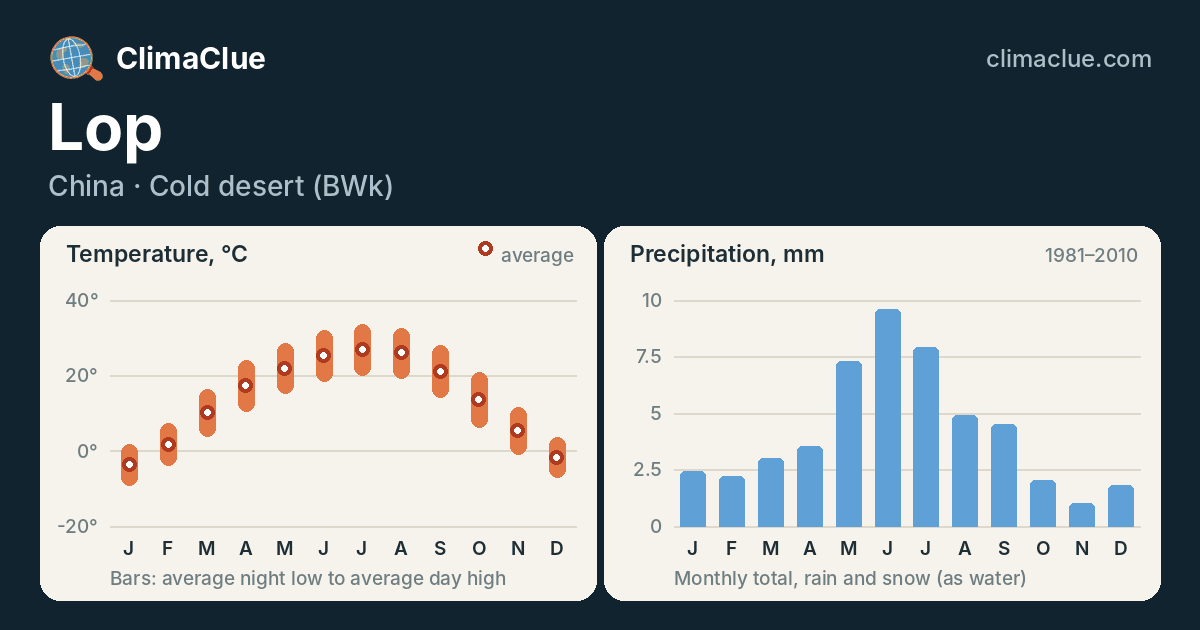 ClimaClue
climaclue.com
Lop
China · Cold desert (BWk)
Temperature, °C
average
40°
20°
0°
-20°
J F M A M J J A S O N D
Bars: average night low to average day high
Precipitation, mm
1981–2010
10
7.5
5
2.5
0
J F M A M J J A S O N D
Monthly total, rain and snow (as water)